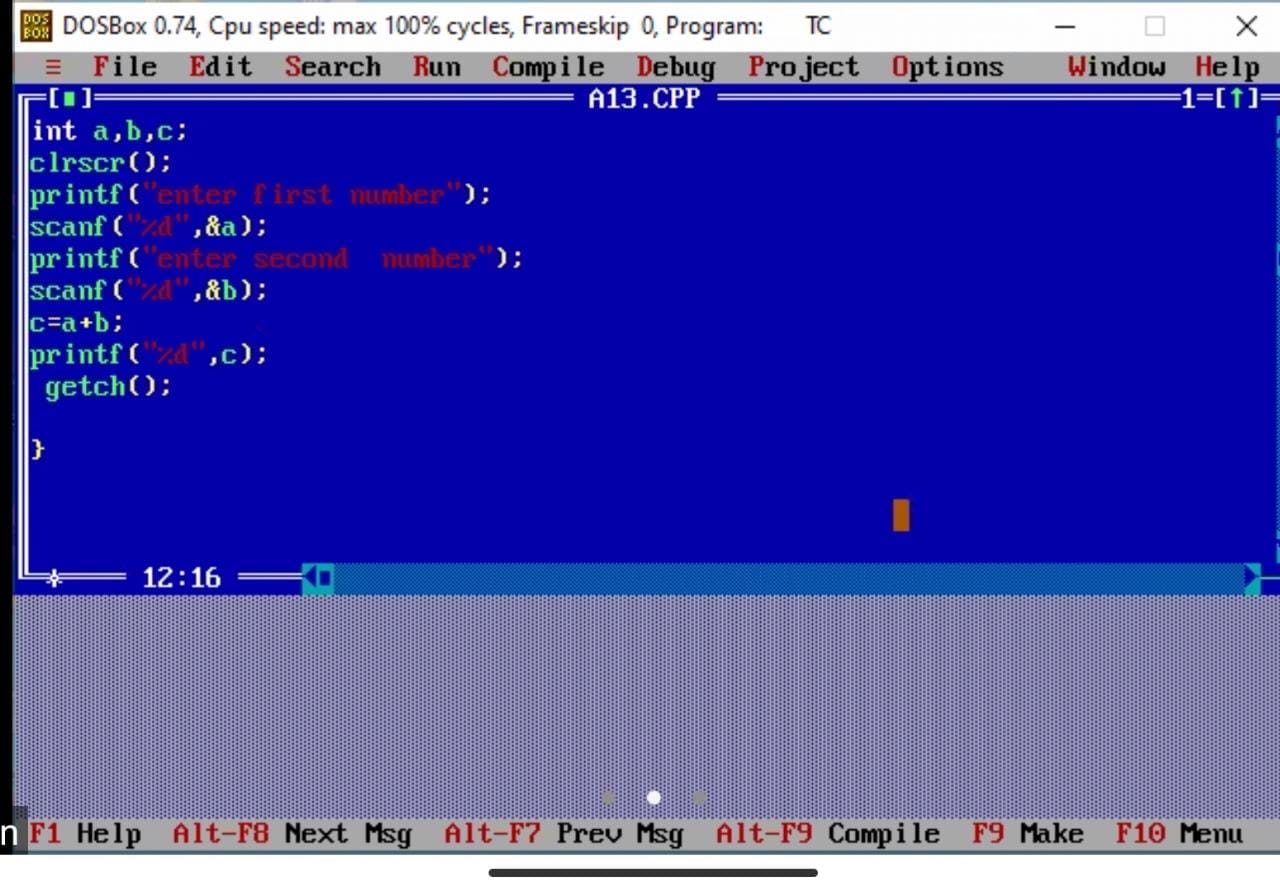 DOSBox 0.74, Cpu speed: max 100% cycles, Frameskip 0, Program: TC
≡ File Edit Search Run Compile Debug Project Options Window Help
[■] A13.CPP 1=[↑]
int a,b,c;
clrscr();
printf("enter first number");
scanf("%d",&a);
printf("enter second  number");
scanf("%d",&b);
c=a+b;
printf("%d",c);
 getch();
}
12:16
n F1 Help Alt-F8 Next Msg Alt-F7 Prev Msg Alt-F9 Compile F9 Make F10 Menu